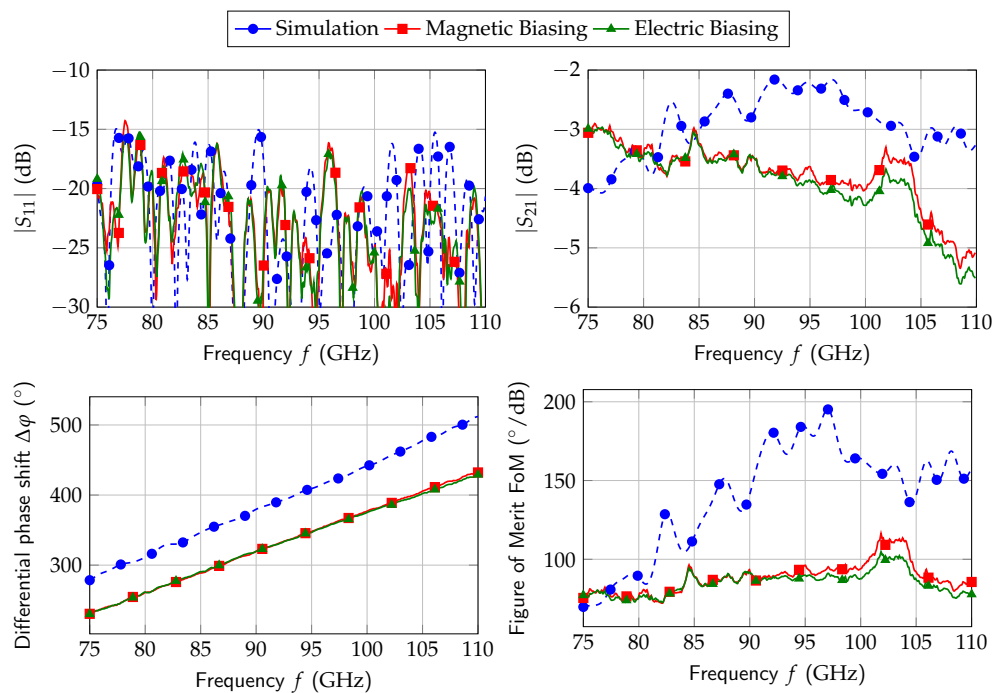 Simulation Magnetic Biasing Electric Biasing
|S11| (dB)
−10
−15
−20
−25
−30
75 80 85 90 95 100 105 110
Frequency f (GHz)
|S21| (dB)
−2
−3
−4
−5
−6
75 80 85 90 95 100 105 110
Frequency f (GHz)
Differential phase shift Δφ (°)
500
400
300
75 80 85 90 95 100 105 110
Frequency f (GHz)
Figure of Merit FoM (°/dB)
200
150
100
75 80 85 90 95 100 105 110
Frequency f (GHz)